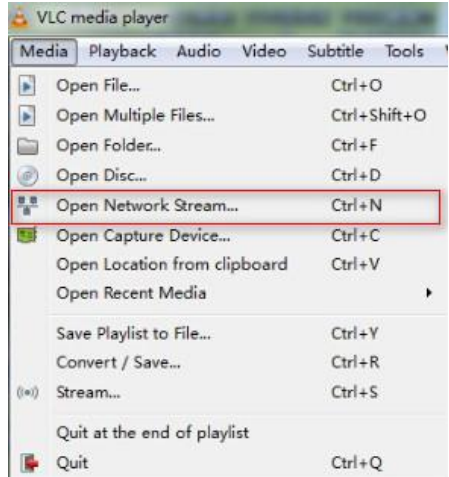 VLC media player
Media Playback Audio Video Subtitle Tools
Open File... Ctrl+O
Open Multiple Files... Ctrl+Shift+O
Open Folder... Ctrl+F
Open Disc... Ctrl+D
Open Network Stream... Ctrl+N
Open Capture Device... Ctrl+C
Open Location from clipboard Ctrl+V
Open Recent Media
Save Playlist to File... Ctrl+Y
Convert / Save... Ctrl+R
Stream... Ctrl+S
Quit at the end of playlist
Quit Ctrl+Q